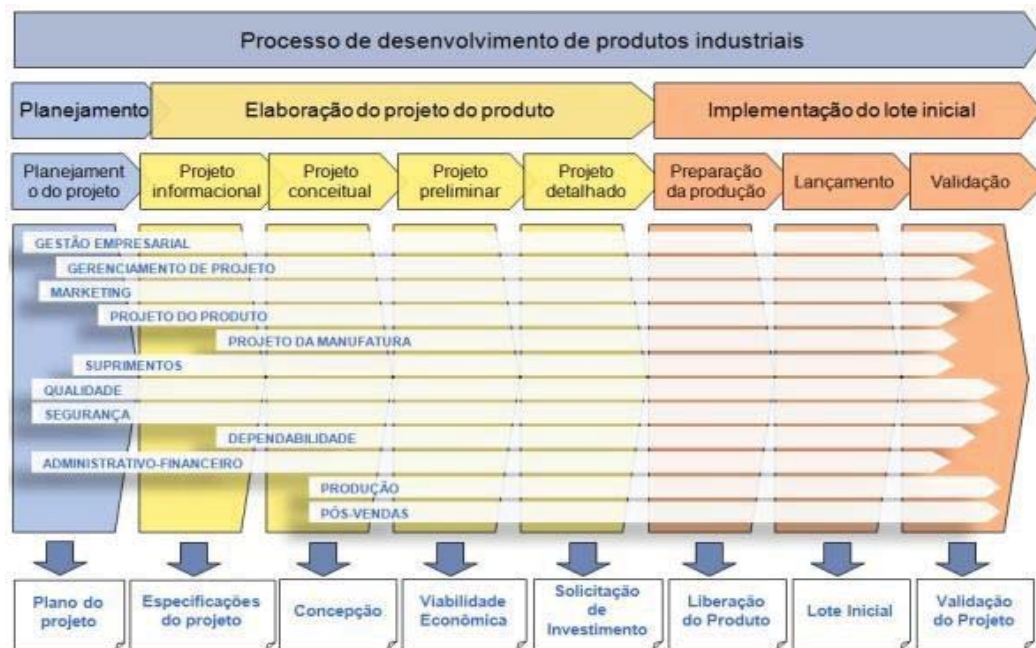 Processo de desenvolvimento de produtos industriais
Planejamento
Elaboração do projeto do produto
Implementação do lote inicial
Planejament
o do projeto
Projeto
informacional
Projeto
conceitual
Projeto
preliminar
Projeto
detalhado
Preparação
da produção
Lançamento
Validação
GESTÃO EMPRESARIAL
GERENCIAMENTO DE PROJETO
MARKETING
PROJETO DO PRODUTO
PROJETO DA MANUFATURA
SUPRIMENTOS
QUALIDADE
SEGURANÇA
DEPENDABILIDADE
ADMINISTRATIVO-FINANCEIRO
PRODUÇÃO
PÓS-VENDAS
Plano do
projeto
Especificações
do projeto
Concepção
Viabilidade
Econômica
Solicitação
de
Investimento
Liberação
do Produto
Lote Inicial
Validação
do Projeto